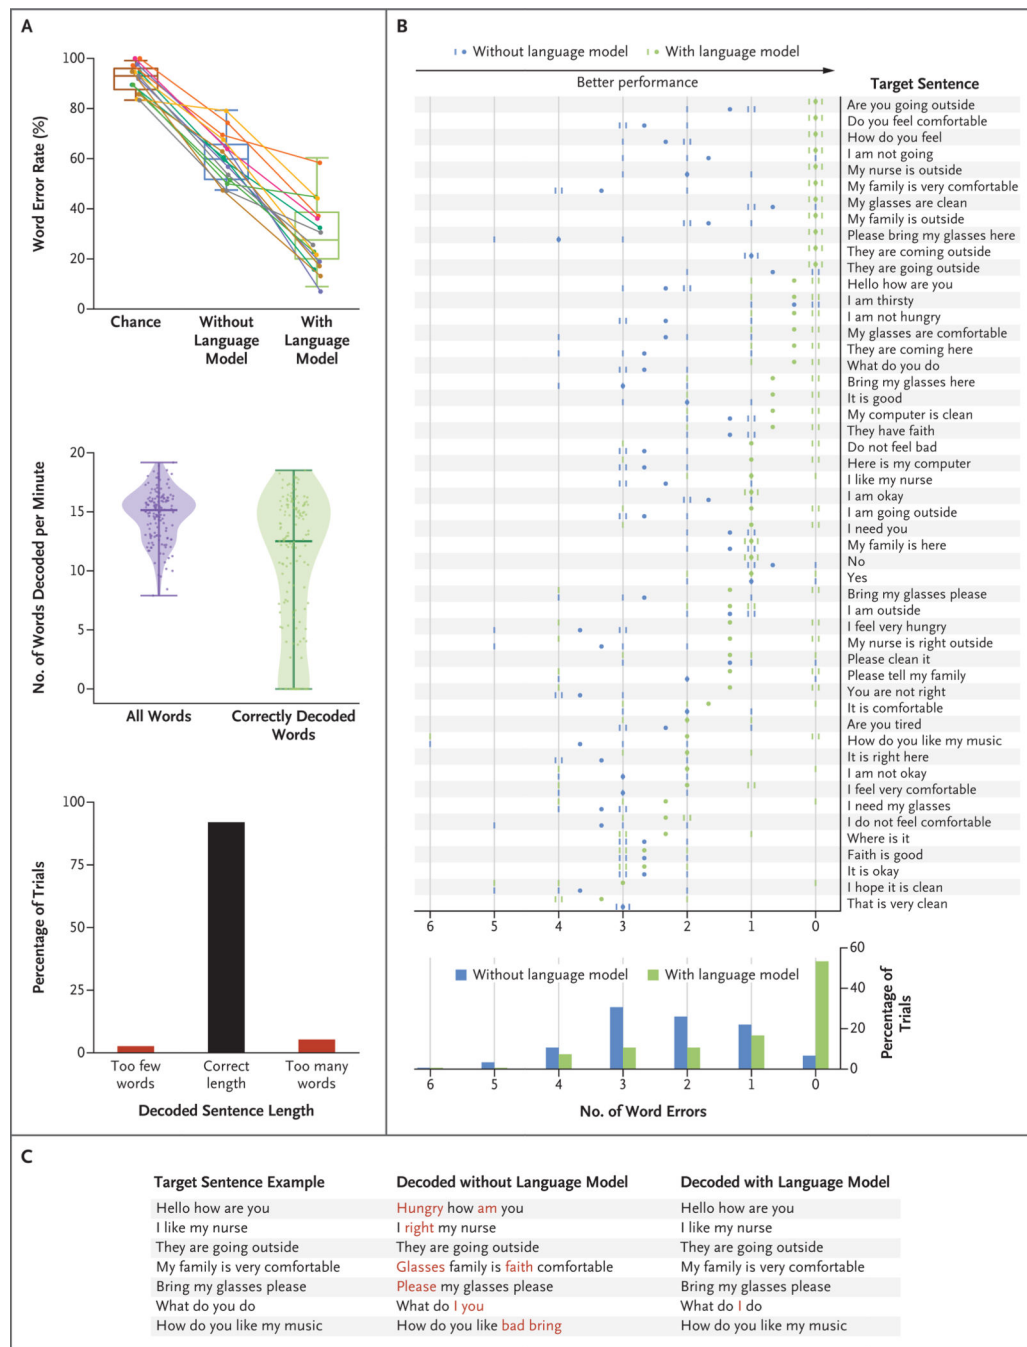 A
Word Error Rate (%)
100
80
60
40
20
0
Chance
Without
Language
Model
With
Language
Model
No. of Words Decoded per Minute
20
15
10
5
0
All Words
Correctly Decoded
Words
Percentage of Trials
100
75
50
25
0
Too few
words
Correct
length
Too many
words
Decoded Sentence Length
B
Without language model
With language model
Better performance
Target Sentence
Are you going outside
Do you feel comfortable
How do you feel
I am not going
My nurse is outside
My family is very comfortable
My glasses are clean
My family is outside
Please bring my glasses here
They are coming outside
They are going outside
Hello how are you
I am thirsty
I am not hungry
My glasses are comfortable
They are coming here
What do you do
Bring my glasses here
It is good
My computer is clean
They have faith
Do not feel bad
Here is my computer
I like my nurse
I am okay
I am going outside
I need you
My family is here
No
Yes
Bring my glasses please
I am outside
I feel very hungry
My nurse is right outside
Please clean it
Please tell my family
You are not right
It is comfortable
Are you tired
How do you like my music
It is right here
I am not okay
I feel very comfortable
I need my glasses
I do not feel comfortable
Where is it
Faith is good
It is okay
I hope it is clean
That is very clean
6 5 4 3 2 1 0
Without language model
With language model
60
40
20
0
Percentage of
Trials
6 5 4 3 2 1 0
No. of Word Errors
C
Target Sentence Example Decoded without Language Model Decoded with Language Model
Hello how are you Hungry how am you Hello how are you
I like my nurse I right my nurse I like my nurse
They are going outside They are going outside They are going outside
My family is very comfortable Glasses family is faith comfortable My family is very comfortable
Bring my glasses please Please my glasses please Bring my glasses please
What do you do What do I you What do I do
How do you like my music How do you like bad bring How do you like my music